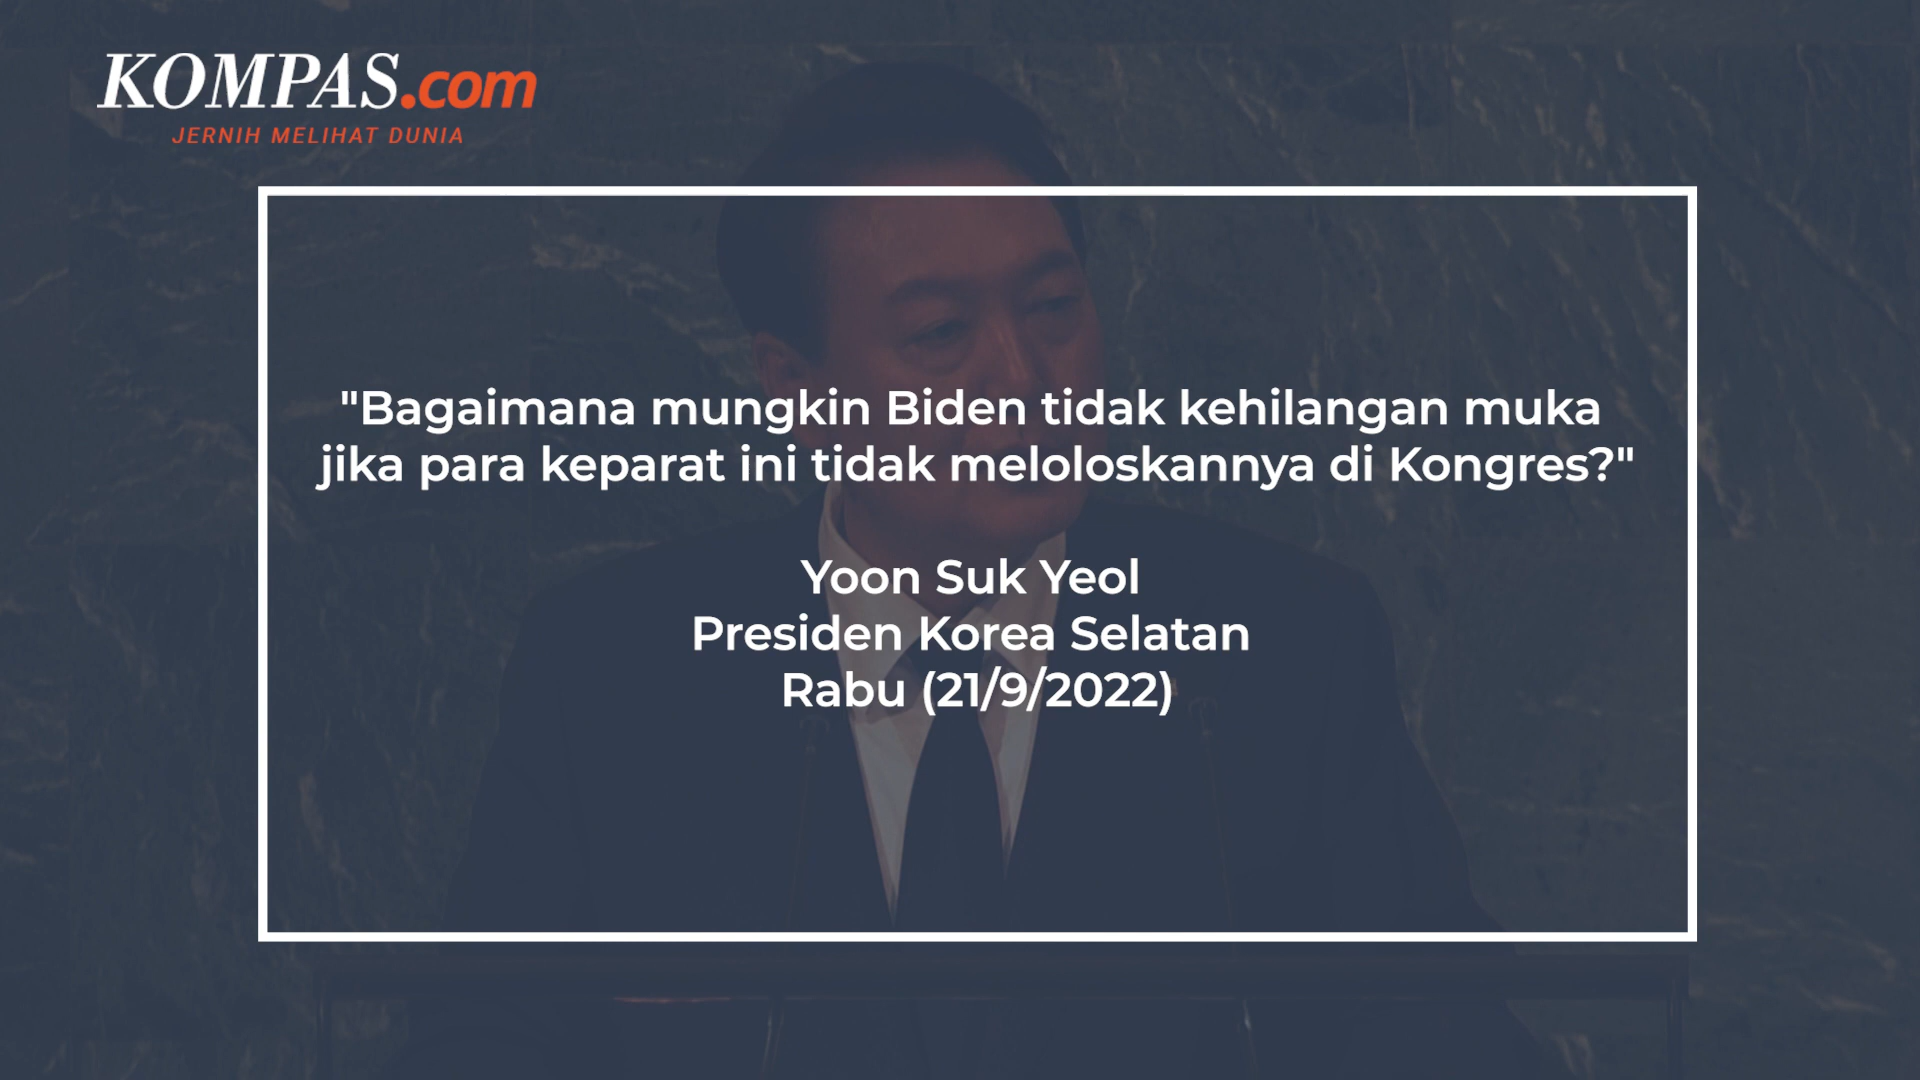 KOMPAS.com
JERNIH MELIHAT DUNIA
"Bagaimana mungkin Biden tidak kehilangan muka
jika para keparat ini tidak meloloskannya di Kongres?"
Yoon Suk Yeol
Presiden Korea Selatan
Rabu (21/9/2022)